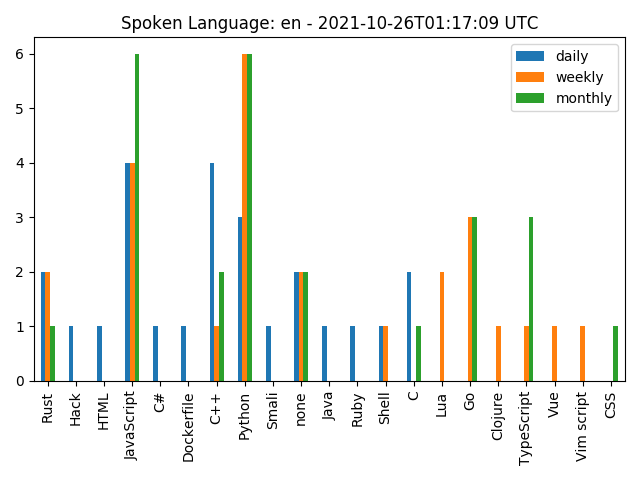 Spoken Language: en - 2021-10-26T01:17:09 UTC
daily
weekly
monthly
6
5
4
3
2
1
0
Rust
Hack
HTML
JavaScript
C#
Dockerfile
C++
Python
Smali
none
Java
Ruby
Shell
C
Lua
Go
Clojure
TypeScript
Vue
Vim script
CSS